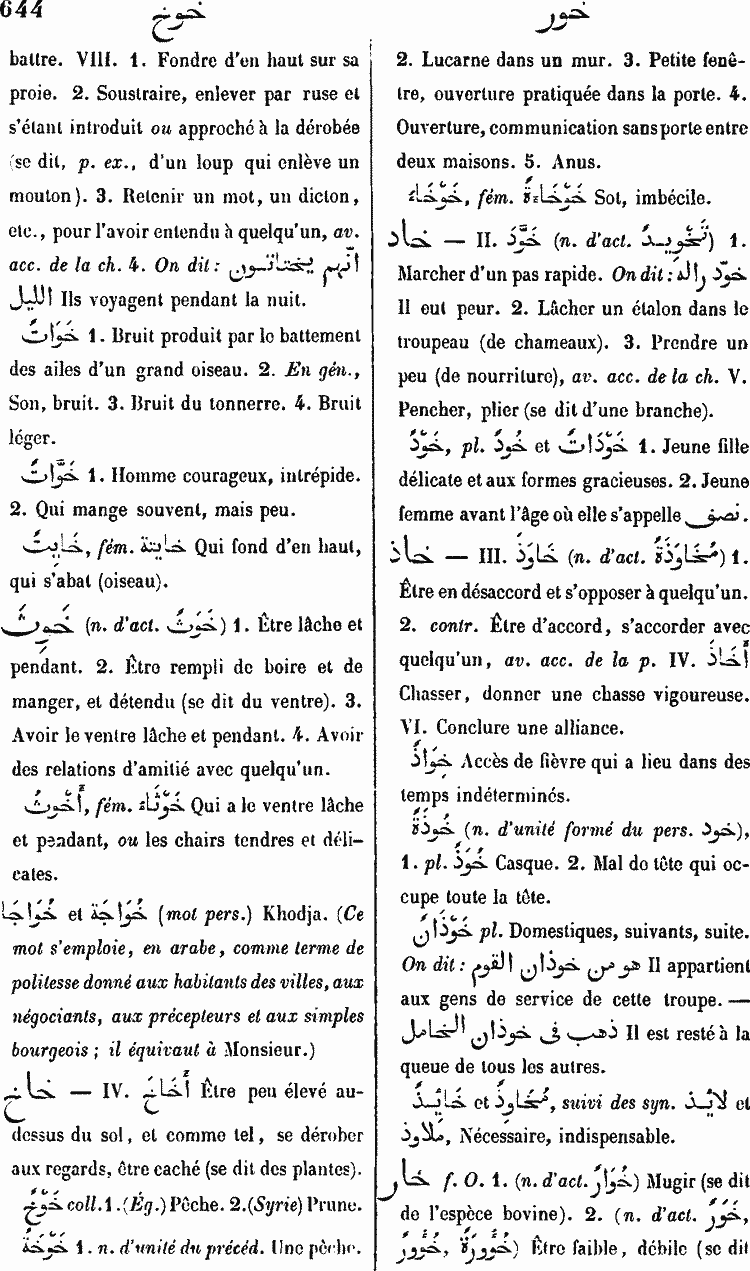 644
خوخ
خور
battre. VIII. 1. Fondre d'en haut sur sa
proie. 2. Soustraire, enlever par ruse et
s'étant introduit ou approché à la dérobée
(se dit, p. ex., d'un loup qui enlève un
mouton). 3. Retenir un mot, un dicton,
etc., pour l'avoir entendu à quelqu'un, av.
acc. de la ch. 4. On dit : انّهم يختاتون
الليل Ils voyagent pendant la nuit.
خَوَاتٌ 1. Bruit produit par le battement
des ailes d'un grand oiseau. 2. En gén.,
Son, bruit. 3. Bruit du tonnerre. 4. Bruit
léger.
خَوَّاتٌ 1. Homme courageux, intrépide.
2. Qui mange souvent, mais peu.
خَايِتٌ, fém. خايتة Qui fond d'en haut,
qui s'abat (oiseau).
خَوِثَ (n. d'act. خَوَثٌ) 1. Être lâche et
pendant. 2. Être rempli de boire et de
manger, et détendu (se dit du ventre). 3.
Avoir le ventre lâche et pendant. 4. Avoir
des relations d'amitié avec quelqu'un.
أَخْوَثُ, fém. خَوْثَاءُ Qui a le ventre lâche
et pendant, ou les chairs tendres et déli-
cates.
خُوَاجَا et خُوَاجَة (mot pers.) Khodja. (Ce
mot s'emploie, en arabe, comme terme de
politesse donné aux habitants des villes, aux
négociants, aux précepteurs et aux simples
bourgeois ; il équivaut à Monsieur.)
خاخ — IV. أَخَاخَ Être peu élevé au-
dessus du sol, et comme tel, se dérober
aux regards, être caché (se dit des plantes).
خَوْخٌ coll. 1. (Ég.) Pêche. 2. (Syrie) Prune.
خَوْخَةٌ 1. n. d'unité du précéd. Une pêche.
2. Lucarne dans un mur. 3. Petite fenê-
tre, ouverture pratiquée dans la porte. 4.
Ouverture, communication sans porte entre
deux maisons. 5. Anus.
خَوْخَاءُ, fém. خَوْخَاءَةٌ Sot, imbécile.
خاد — II. خَوَّدَ (n. d'act. تَخْوِيدٌ) 1.
Marcher d'un pas rapide. On dit : خوّد راله
Il eut peur. 2. Lâcher un étalon dans le
troupeau (de chameaux). 3. Prendre un
peu (de nourriture), av. acc. de la ch. V.
Pencher, plier (se dit d'une branche).
خَوْدٌ, pl. خُودٌ et خَوْدَاتٌ 1. Jeune fille
délicate et aux formes gracieuses. 2. Jeune
femme avant l'âge où elle s'appelle نصف.
خاذ — III. خَاوَذَ (n. d'act. مُخَاوَذَةٌ) 1.
Être en désaccord et s'opposer à quelqu'un.
2. contr. Être d'accord, s'accorder avec
quelqu'un, av. acc. de la p. IV. أَخَاذَ
Chasser, donner une chasse vigoureuse.
VI. Conclure une alliance.
خِوَاذٌ Accès de fièvre qui a lieu dans des
temps indéterminés.
خُوذَةٌ (n. d'unité formé du pers. خود),
1. pl. خُوَذٌ Casque. 2. Mal de tête qui oc-
cupe toute la tête.
خَوْذَانٌ pl. Domestiques, suivants, suite.
On dit : هو من خوذان القوم Il appartient
aux gens de service de cette troupe. —
ذهب فى خوذان الخامل Il est resté à la
queue de tous les autres.
خَايِذٌ et مُخَاوِذٌ, suivi des syn. لايذ et
ملاوذ, Nécessaire, indispensable.
خار f. O. 1. (n. d'act. خُوَارٌ) Mugir (se dit
de l'espèce bovine). 2. (n. d'act. خَوَرٌ,
خُوُورَةٌ, خُوُورٌ) Être faible, débile (se dit